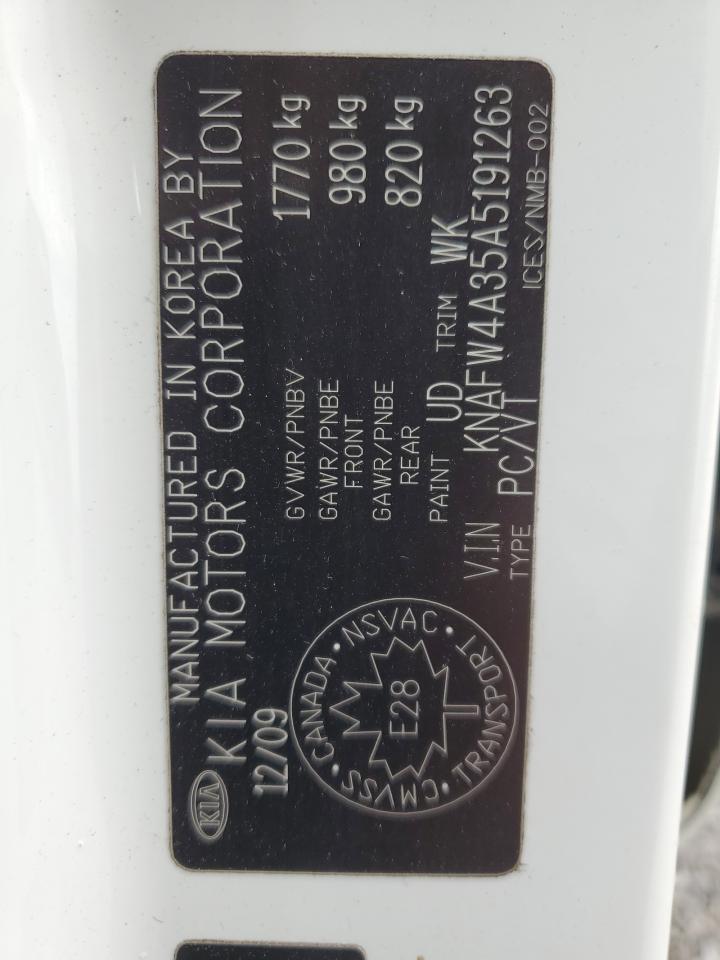 KIA
MANUFACTURED IN KOREA BY
KIA MOTORS CORPORATION
12/09
GVWR/PNBV 1770 kg
GAWR/PNBE FRONT 980 kg
GAWR/PNBE REAR 820 kg
PAINT UD TRIM WK
V.I.N KNAFW4A35A5191263
TYPE PC/VT ICES/NMB-002
CANADA · NSVAC · TRANSPORT · CMVSS ·
E28